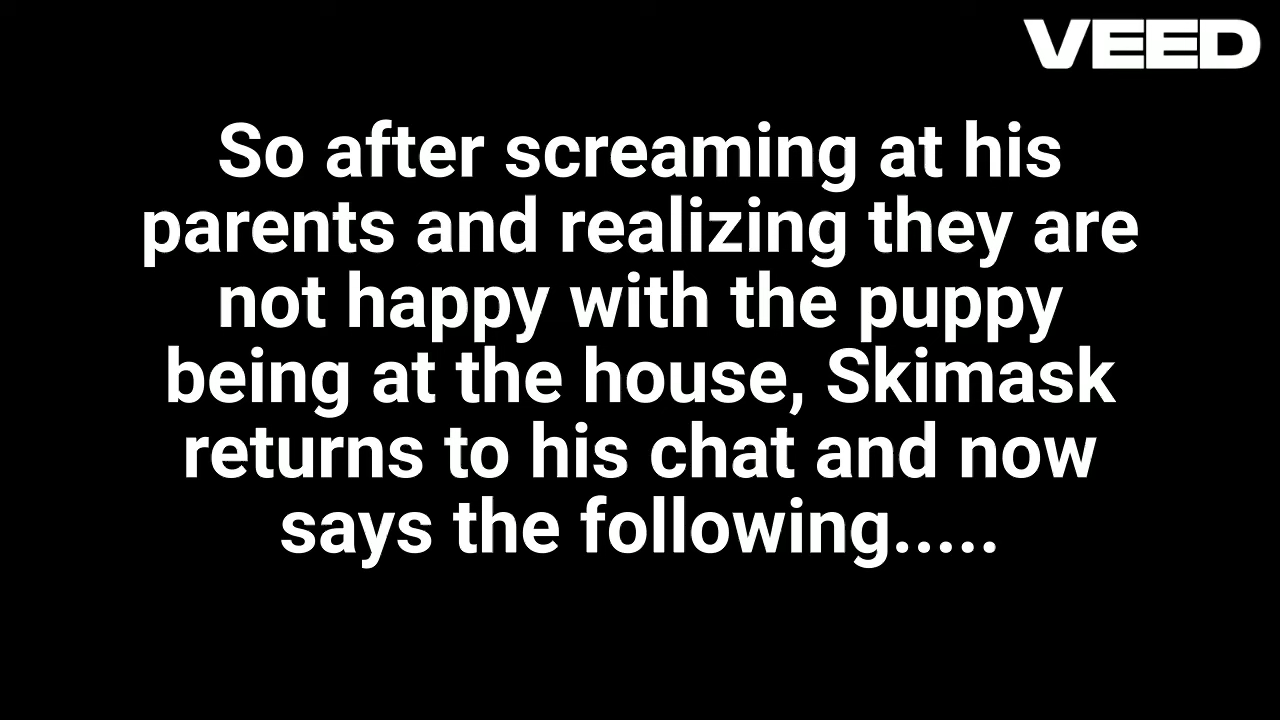 VEED
So after screaming at his
parents and realizing they are
not happy with the puppy
being at the house, Skimask
returns to his chat and now
says the following.....